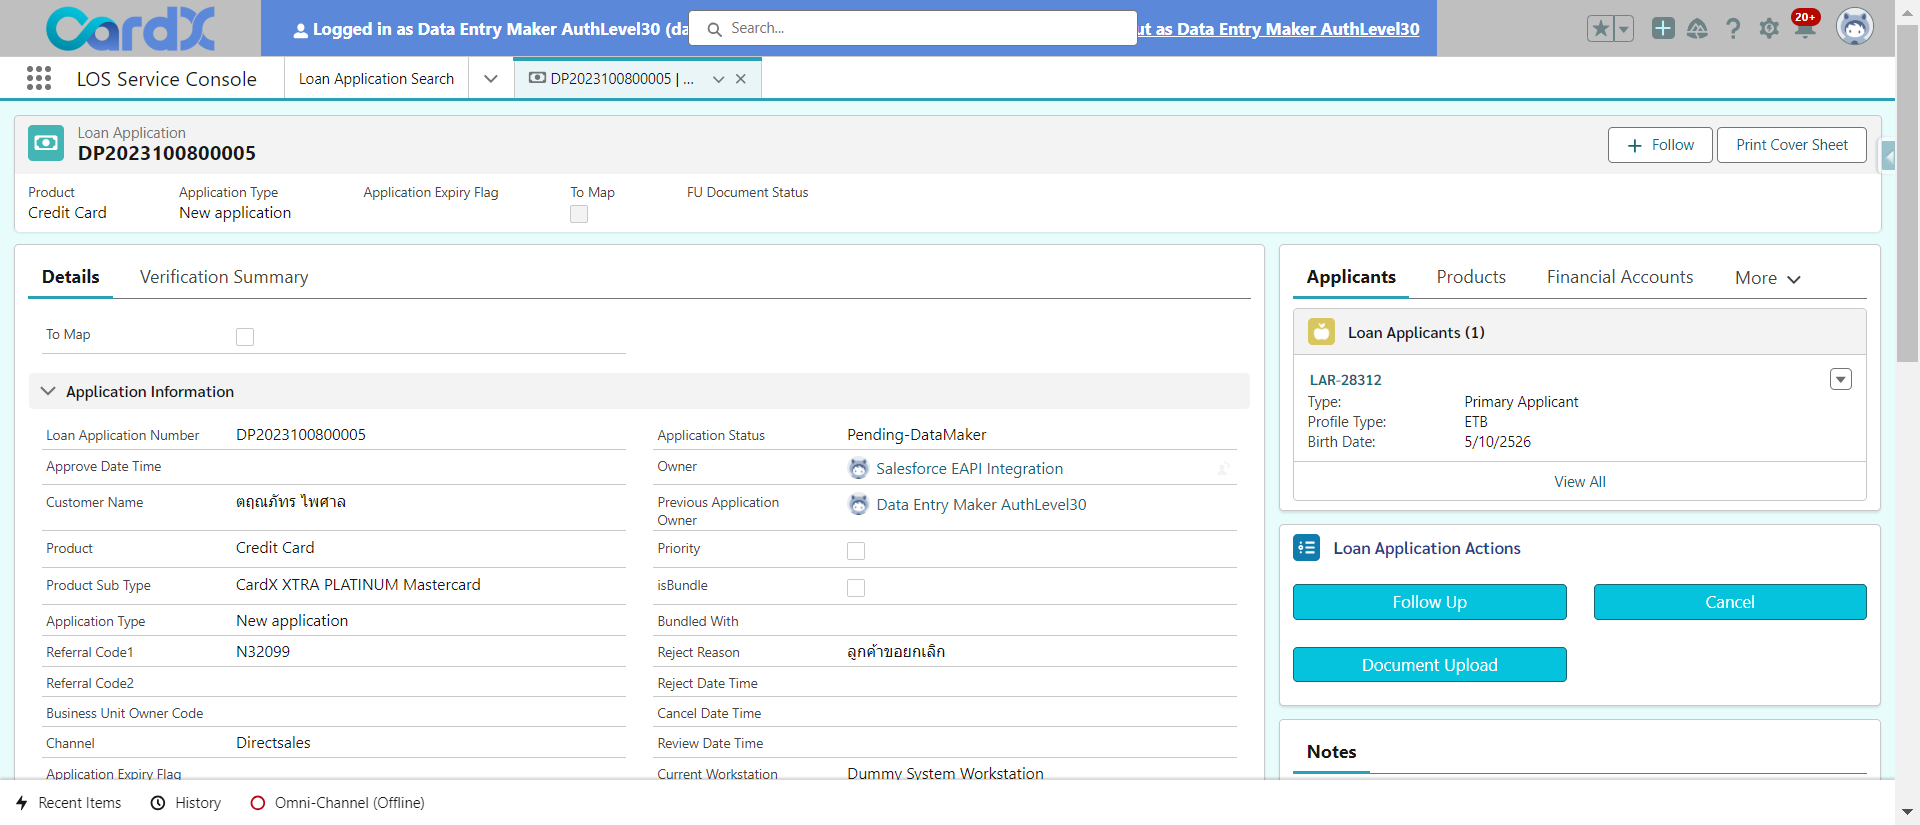 CardX
Logged in as Data Entry Maker AuthLevel30 (da
Search...
ut as Data Entry Maker AuthLevel30
20+
LOS Service Console
Loan Application Search
DP2023100800005 | ...
Loan Application
DP2023100800005
Follow
Print Cover Sheet
Product
Application Type
Application Expiry Flag
To Map
FU Document Status
Credit Card
New application
Details
Verification Summary
To Map
Application Information
Loan Application Number
DP2023100800005
Application Status
Pending-DataMaker
Approve Date Time
Owner
Salesforce EAPI Integration
Customer Name
ตฤณภัทร ไพศาล
Previous Application
Owner
Data Entry Maker AuthLevel30
Product
Credit Card
Priority
Product Sub Type
CardX XTRA PLATINUM Mastercard
isBundle
Application Type
New application
Bundled With
Referral Code1
N32099
Reject Reason
ลูกค้าขอยกเลิก
Referral Code2
Reject Date Time
Business Unit Owner Code
Cancel Date Time
Channel
Directsales
Review Date Time
Application Expiry Flag
Current Workstation
Dummy System Workstation
Applicants
Products
Financial Accounts
More
Loan Applicants (1)
LAR-28312
Type:
Primary Applicant
Profile Type:
ETB
Birth Date:
5/10/2526
View All
Loan Application Actions
Follow Up
Cancel
Document Upload
Notes
Recent Items
History
Omni-Channel (Offline)